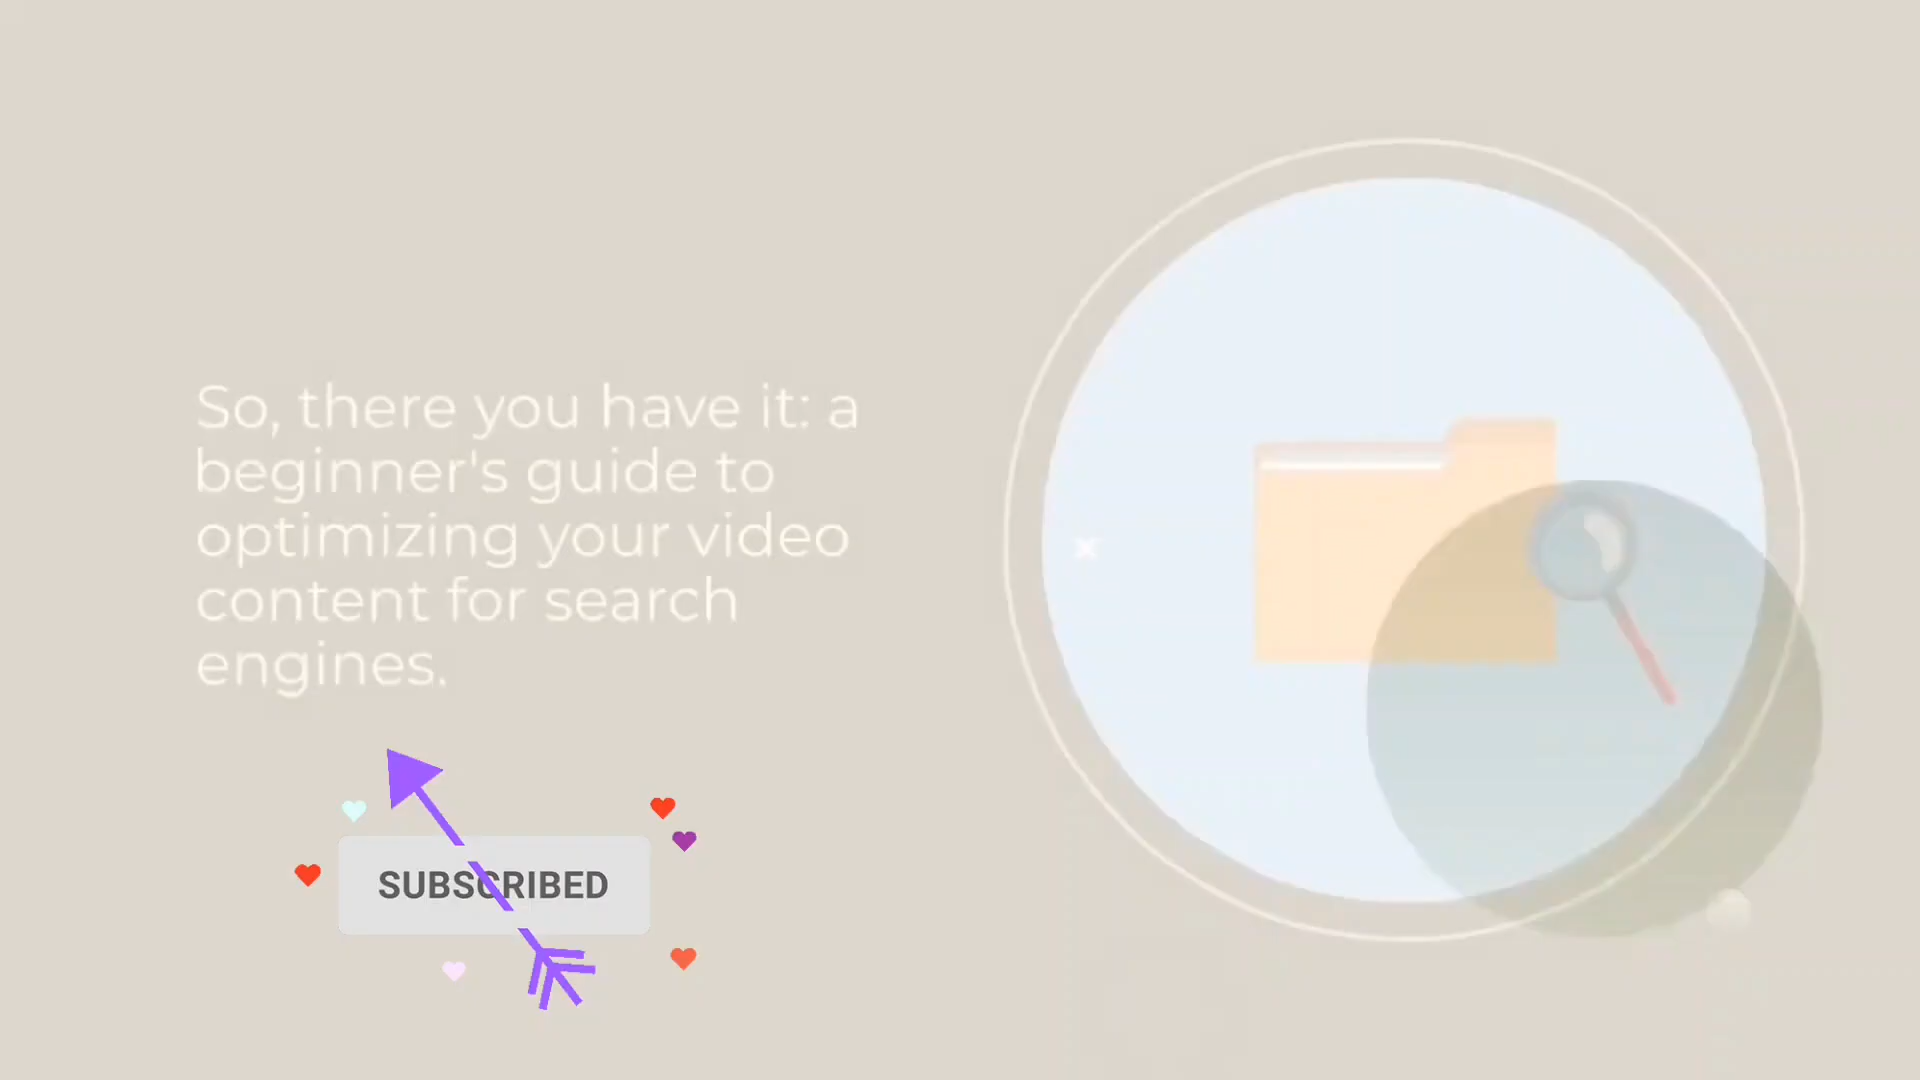 So, there you have it: a
beginner's guide to
optimizing your video
content for search
engines.
SUBSCRIBED